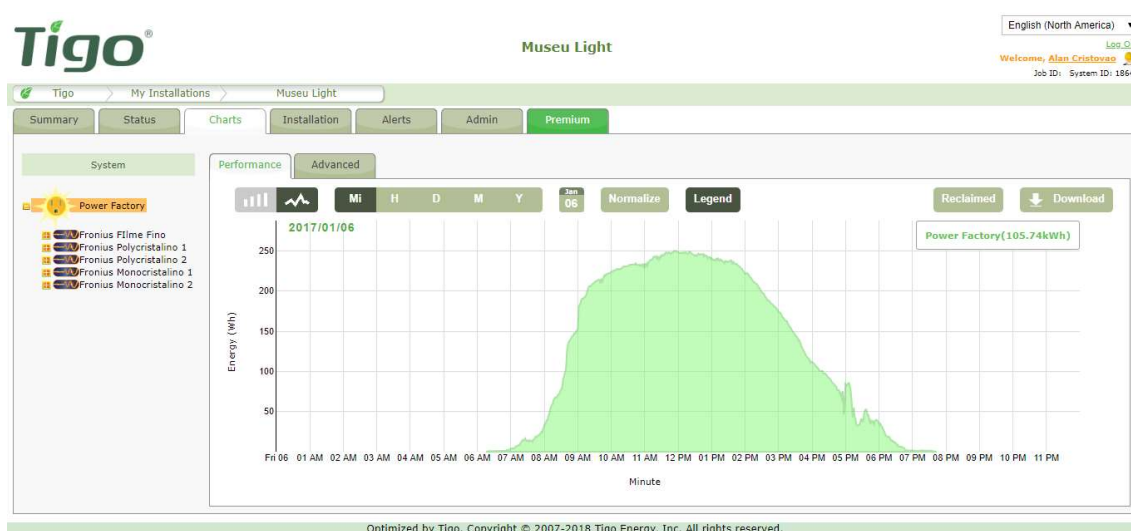 English (North America)
Tigo®
Museu Light
Log O
Welcome, Alan Cristovao
Job ID: System ID: 186
Tigo My Installations Museu Light
Summary Status Charts Installation Alerts Admin Premium
System
Performance Advanced
Power Factory
Fronius FIlme Fino
Fronius Polycristalino 1
Fronius Polycristalino 2
Fronius Monocristalino 1
Fronius Monocristalino 2
Mi H D M Y Jan 06 Normalize Legend Reclaimed Download
2017/01/06
Power Factory(105.74kWh)
250
200
150
100
50
Energy (Wh)
Fri 06 01 AM 02 AM 03 AM 04 AM 05 AM 06 AM 07 AM 08 AM 09 AM 10 AM 11 AM 12 PM 01 PM 02 PM 03 PM 04 PM 05 PM 06 PM 07 PM 08 PM 09 PM 10 PM 11 PM
Minute
Optimized by Tigo. Copyright © 2007-2018 Tigo Energy, Inc. All rights reserved.